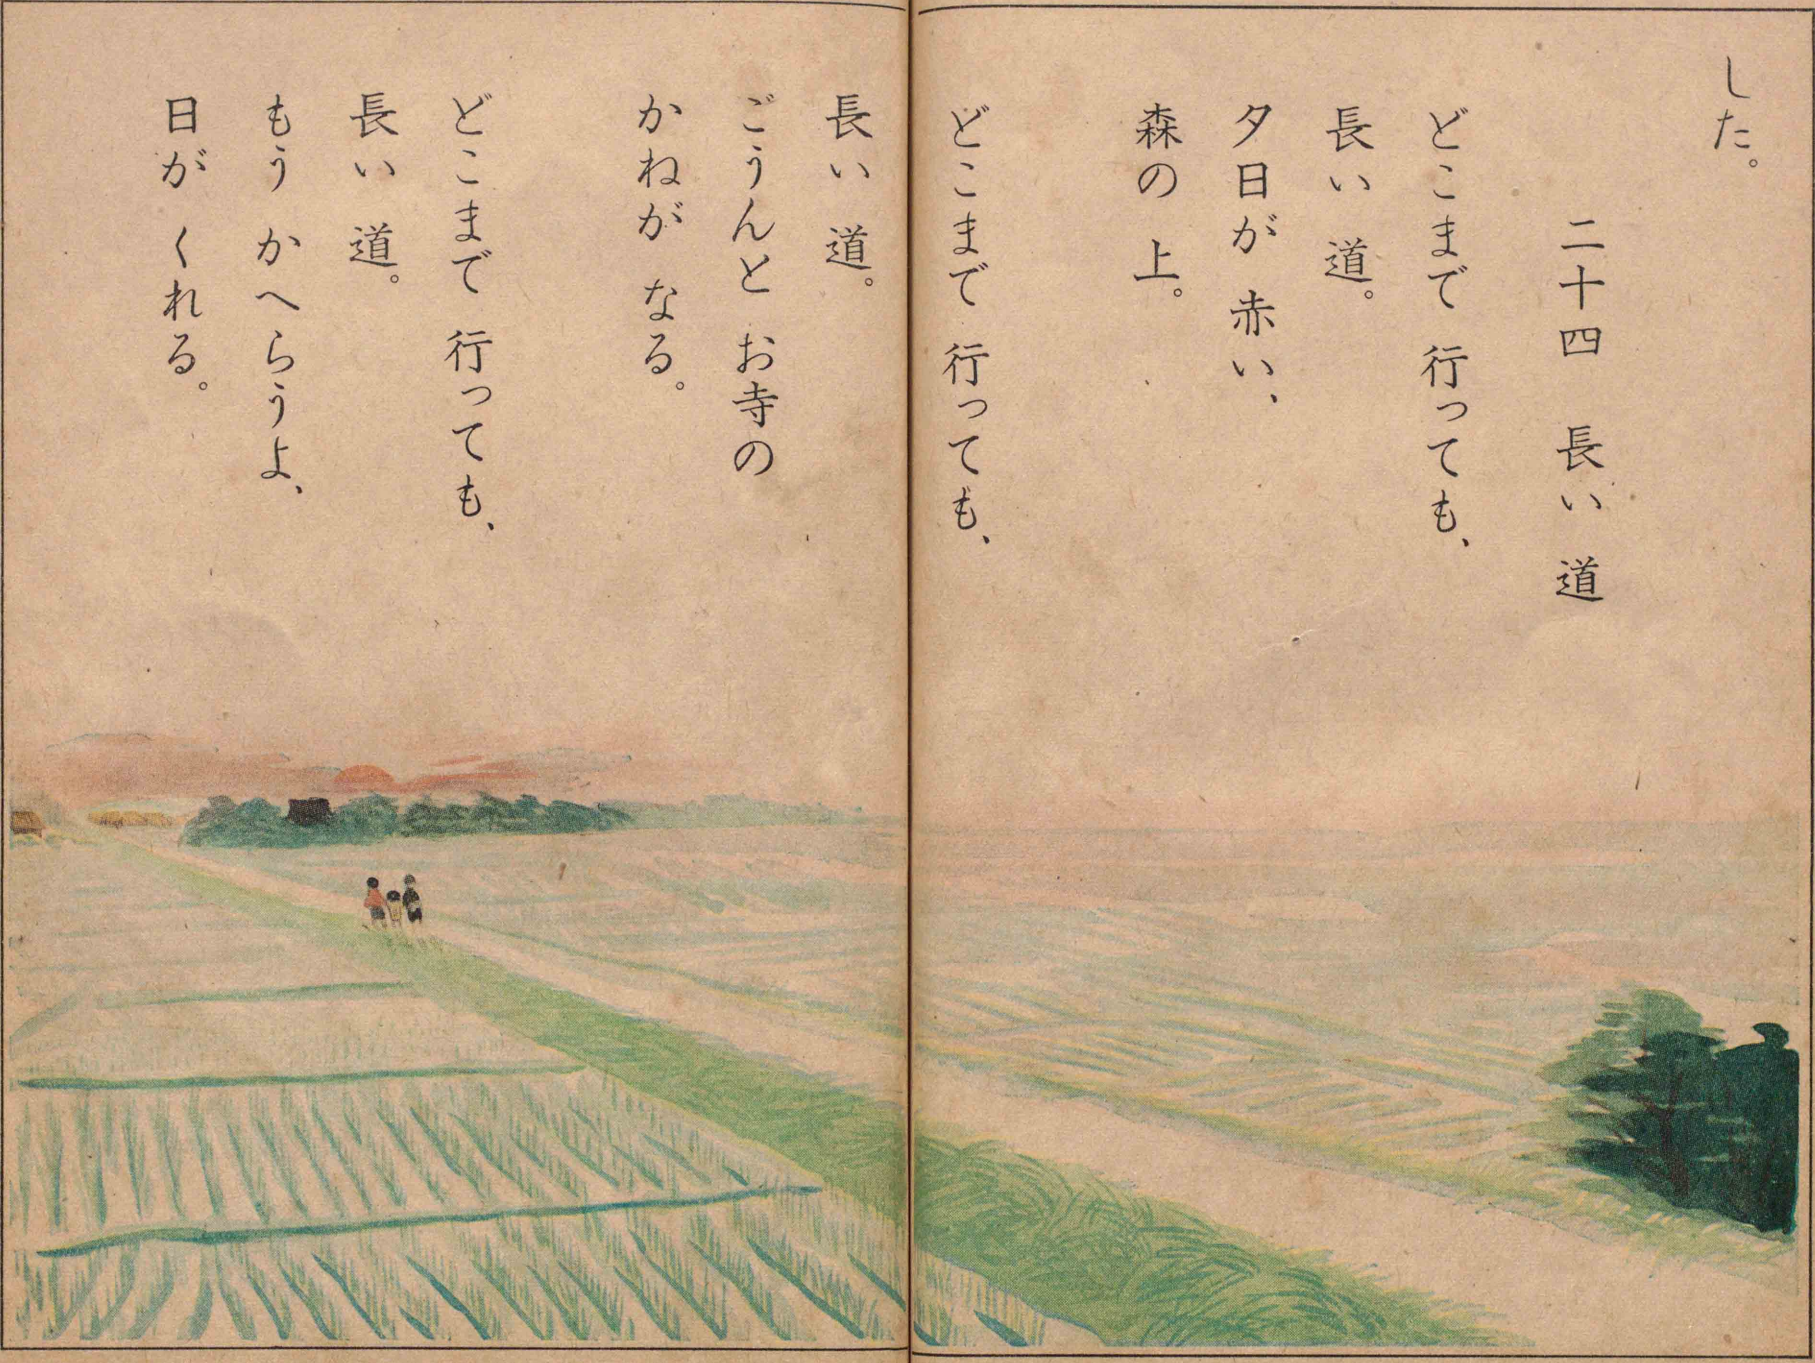 した。
二十四 長い 道
どこまで 行っても、
長い 道。
夕日が 赤い、
森の 上。
どこまで 行っても、
長い 道。
ごうんと お寺の
かねが なる。
どこまで 行っても、
長い 道。
もう かへらうよ、
日が くれる。